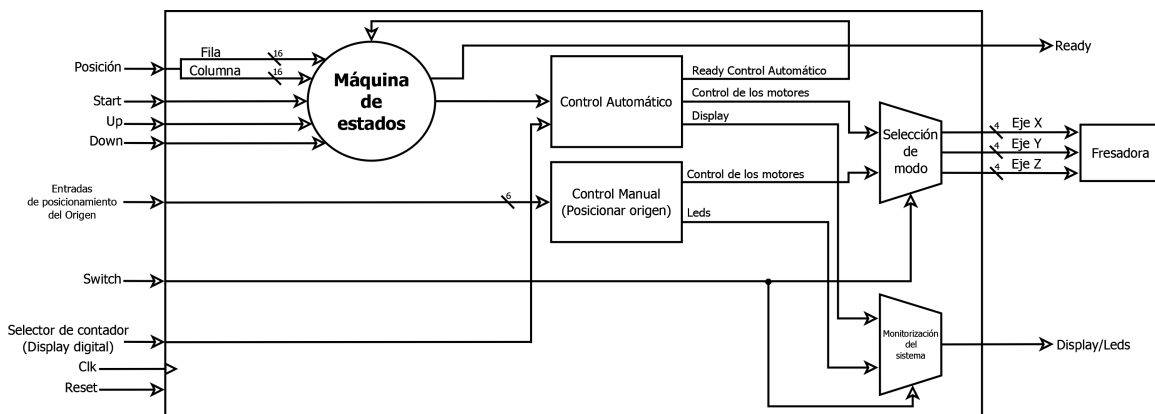 Posición
Fila
16
Columna
16
Start
Up
Down
Máquina
de
estados
Ready
Ready Control Automático
Control Automático
Control de los motores
Display
Selección
de
modo
4
Eje X
4
Eje Y
4
Eje Z
Fresadora
Entradas
de posicionamiento
del Origen
6
Control Manual
(Posicionar origen)
Control de los motores
Leds
Switch
Selector de contador
(Display digital)
Monitorización
del
sistema
Display/Leds
Clk
Reset